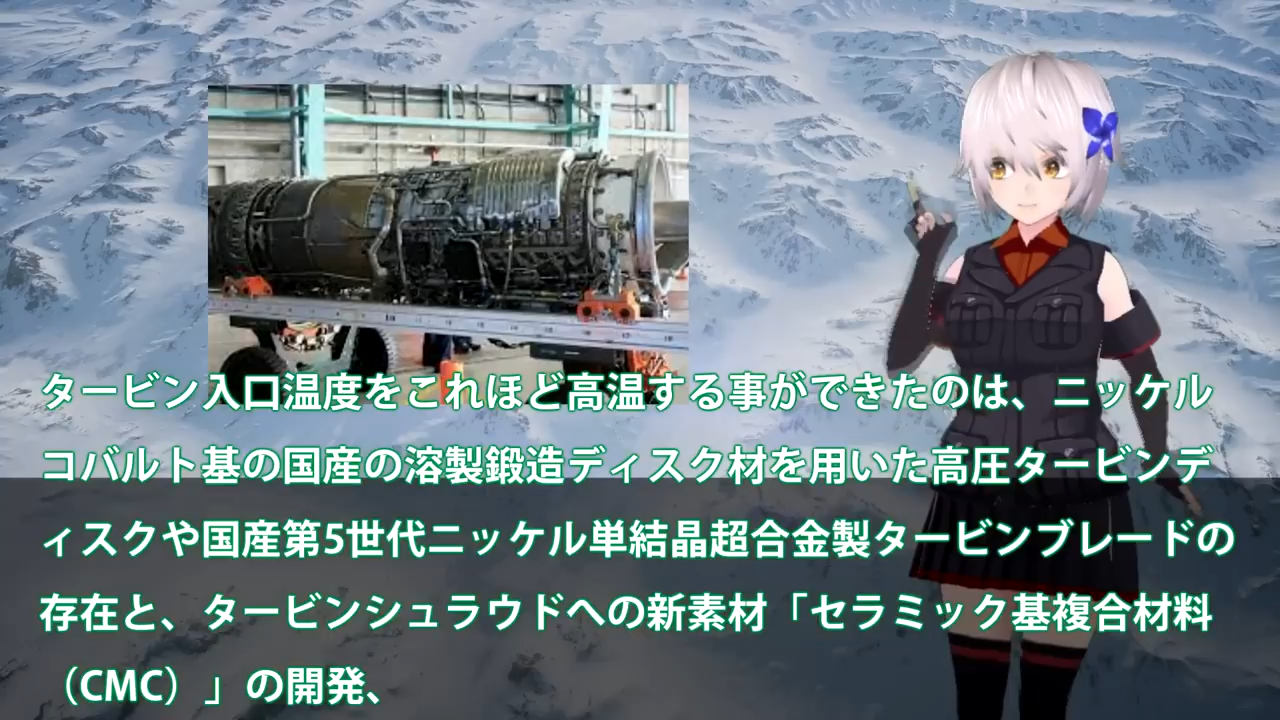 タービン入口温度をこれほど高温する事ができたのは、ニッケル
コバルト基の国産の溶製鍛造ディスク材を用いた高圧タービンデ
ィスクや国産第5世代ニッケル単結晶超合金製タービンブレードの
存在と、タービンシュラウドへの新素材「セラミック基複合材料
（CMC）」の開発、